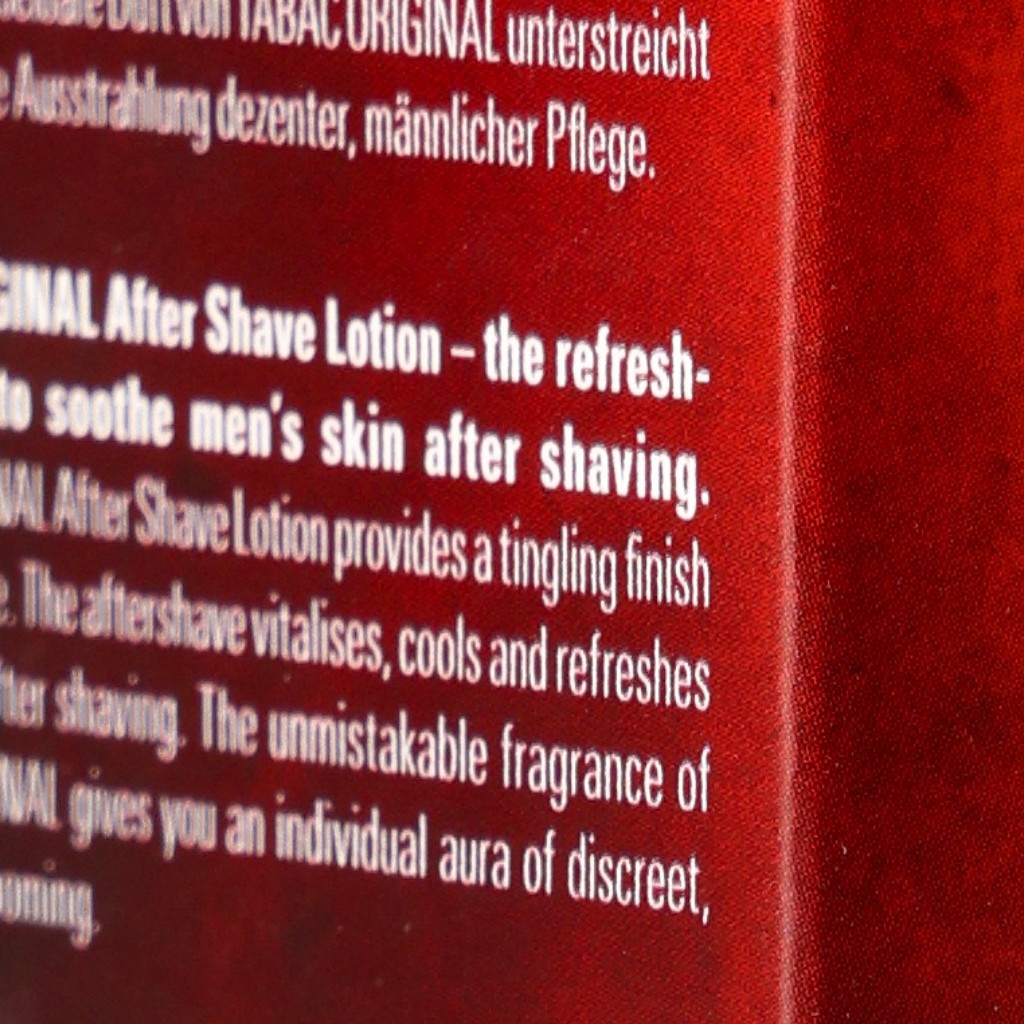 von TABAC ORIGINAL unterstreicht
Ausstrahlung dezenter, männlicher Pflege.
GINAL After Shave Lotion – the refresh-
to soothe men's skin after shaving.
NAL After Shave Lotion provides a tingling finish
. The aftershave vitalises, cools and refreshes
fter shaving. The unmistakable fragrance of
NAL gives you an individual aura of discreet,
oming.